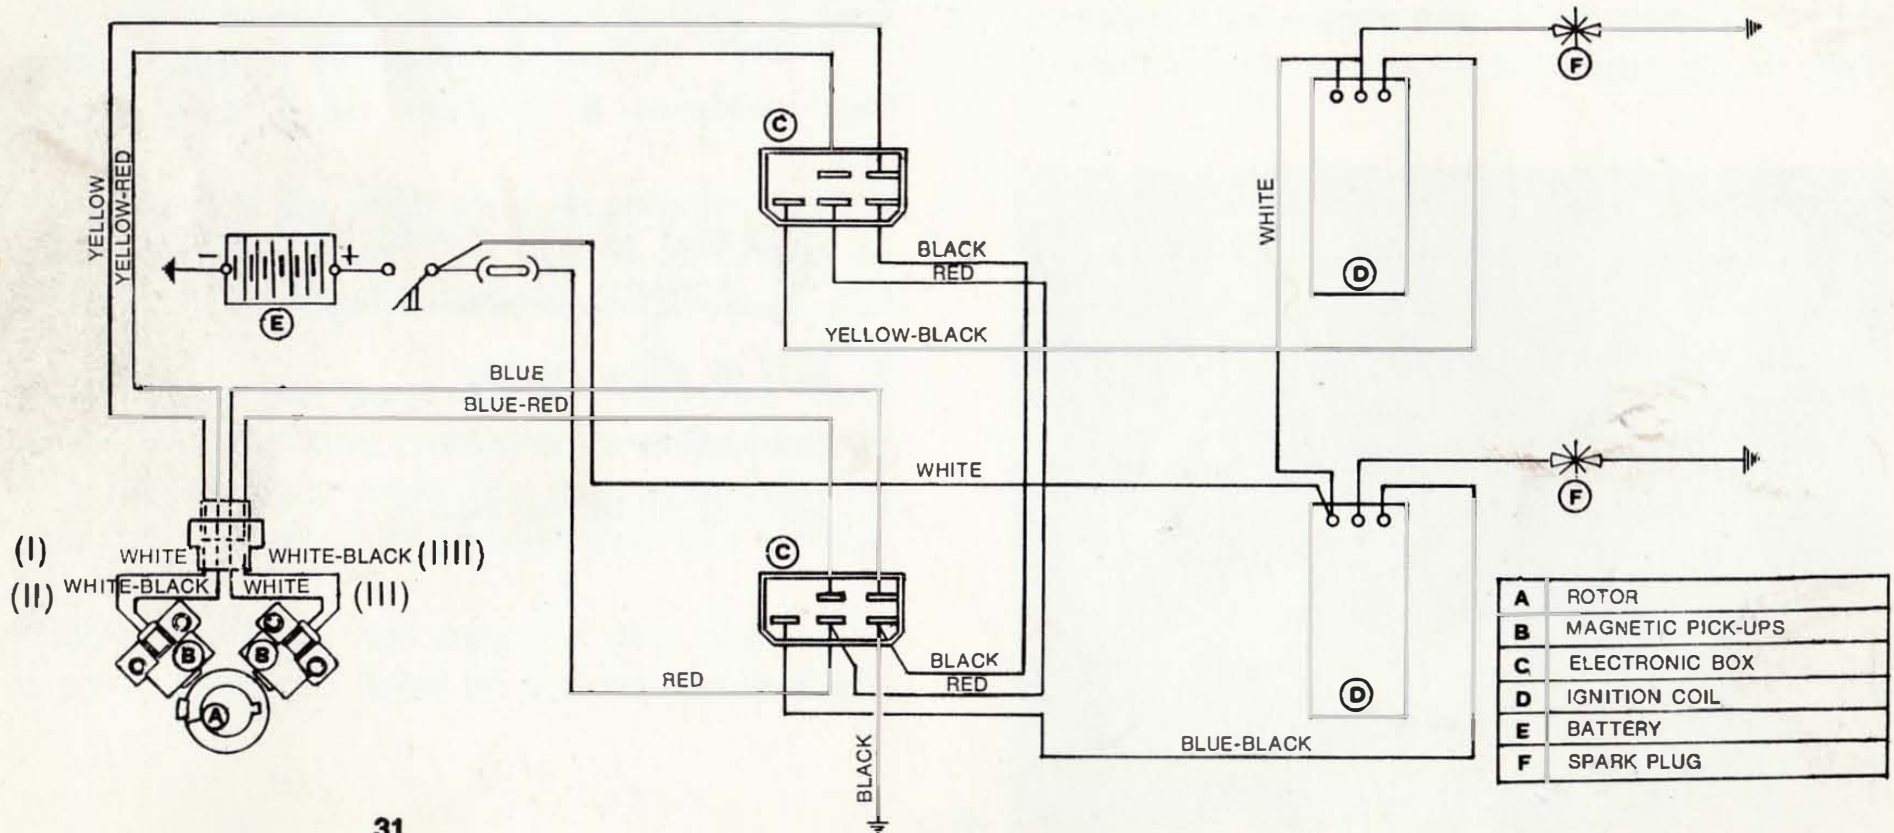 F
C
YELLOW
YELLOW-RED
WHITE
- +
E
BLACK
RED
D
YELLOW-BLACK
BLUE
BLUE-RED
WHITE
F
(I) WHITE WHITE-BLACK (IIII)
(II) WHITE-BLACK WHITE (III)
C
B B
A
RED
BLACK
RED
D
BLUE-BLACK
BLACK
A ROTOR
B MAGNETIC PICK-UPS
C ELECTRONIC BOX
D IGNITION COIL
E BATTERY
F SPARK PLUG
31